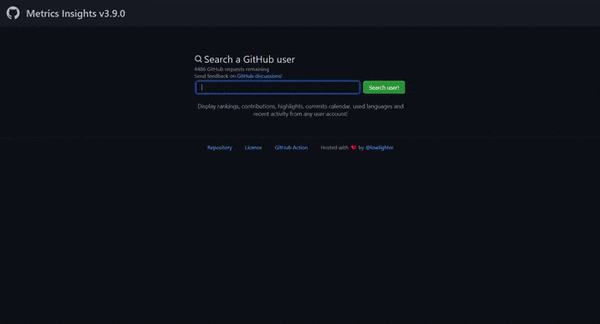 Metrics Insights v3.9.0
Search a GitHub user
4486 GitHub requests remaining
Send feedback on GitHub discussions!
Search user!
Display rankings, contributions, highlights, commits calendar, used languages and
recent activity from any user account!
Repository License GitHub Action Hosted with ❤ by @lowlighter